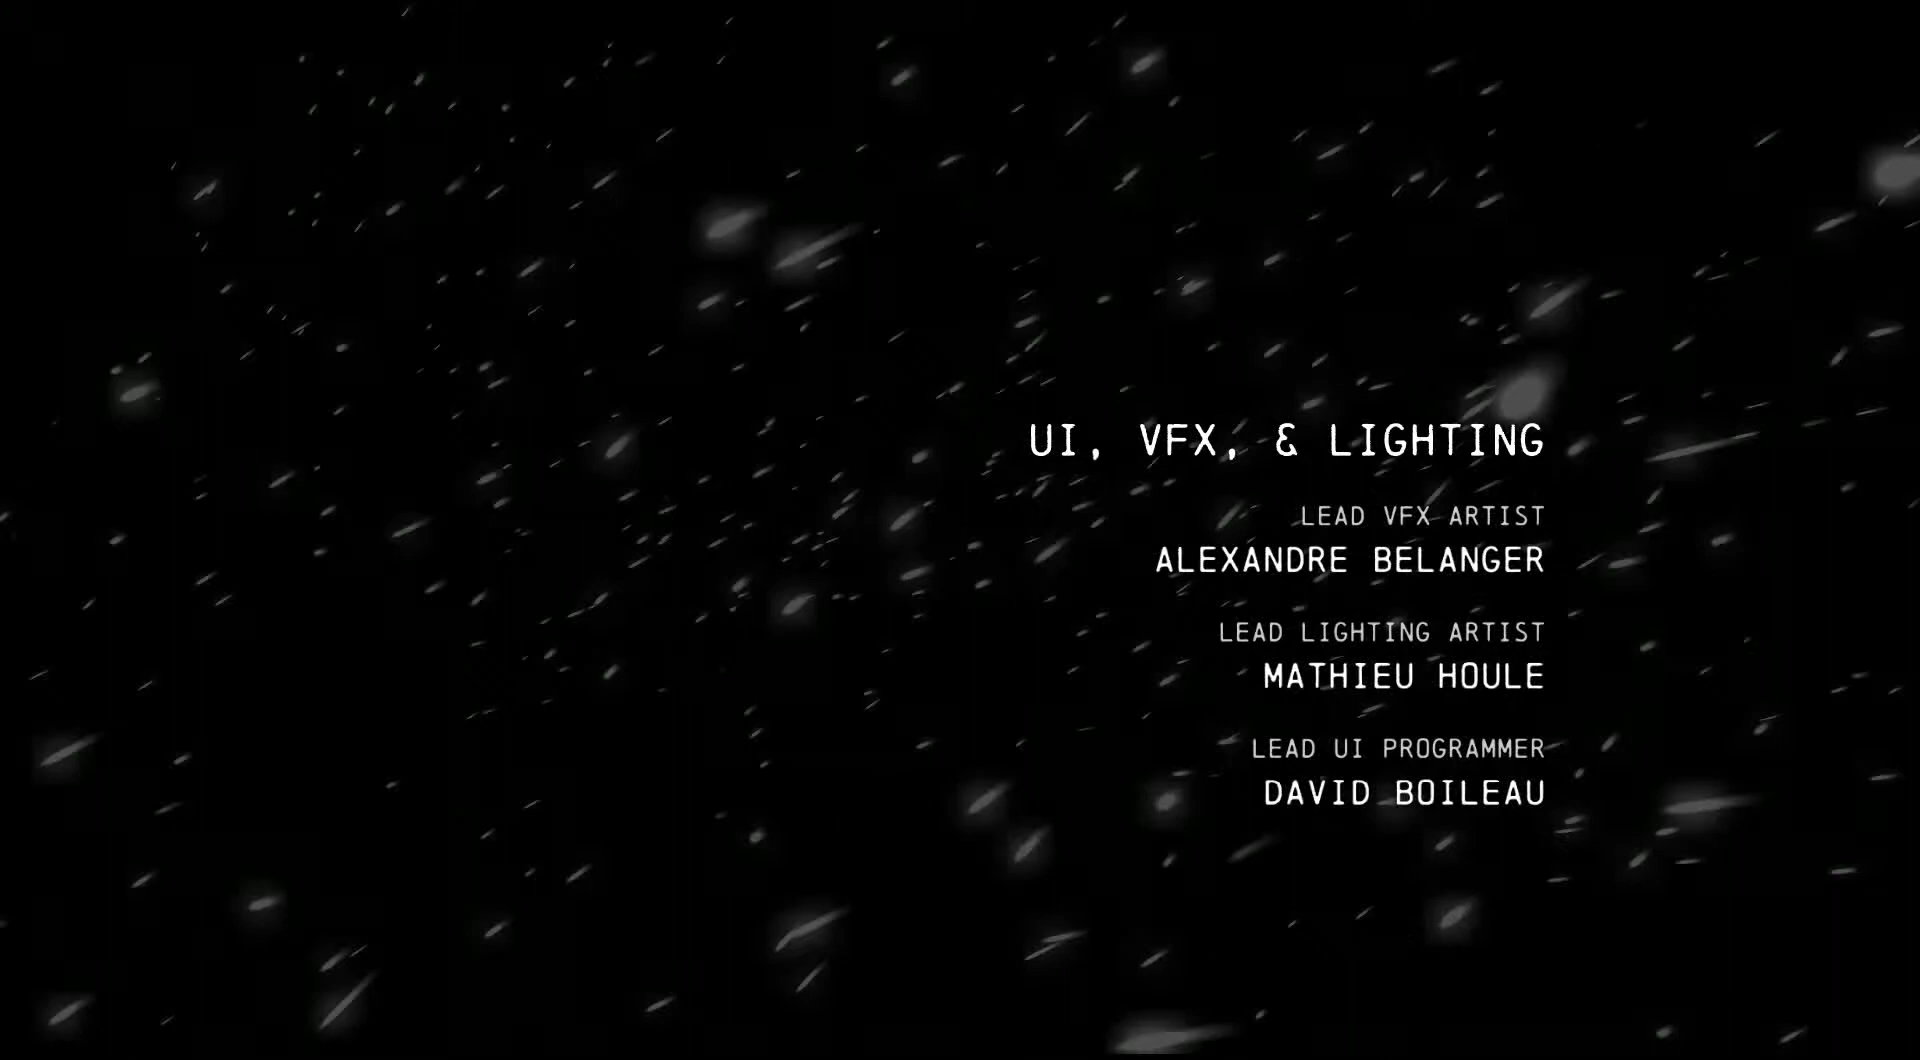 UI, VFX, & LIGHTING
LEAD VFX ARTIST
ALEXANDRE BELANGER
LEAD LIGHTING ARTIST
MATHIEU HOULE
LEAD UI PROGRAMMER
DAVID BOILEAU